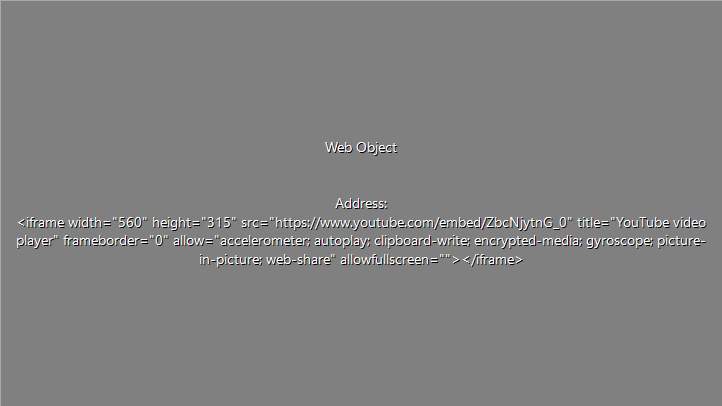 Web Object
Address:
<iframe width="560" height="315" src="https://www.youtube.com/embed/ZbcNjytnG_0" title="YouTube video
player" frameborder="0" allow="accelerometer; autoplay; clipboard-write; encrypted-media; gyroscope; picture-
in-picture; web-share" allowfullscreen=""></iframe>